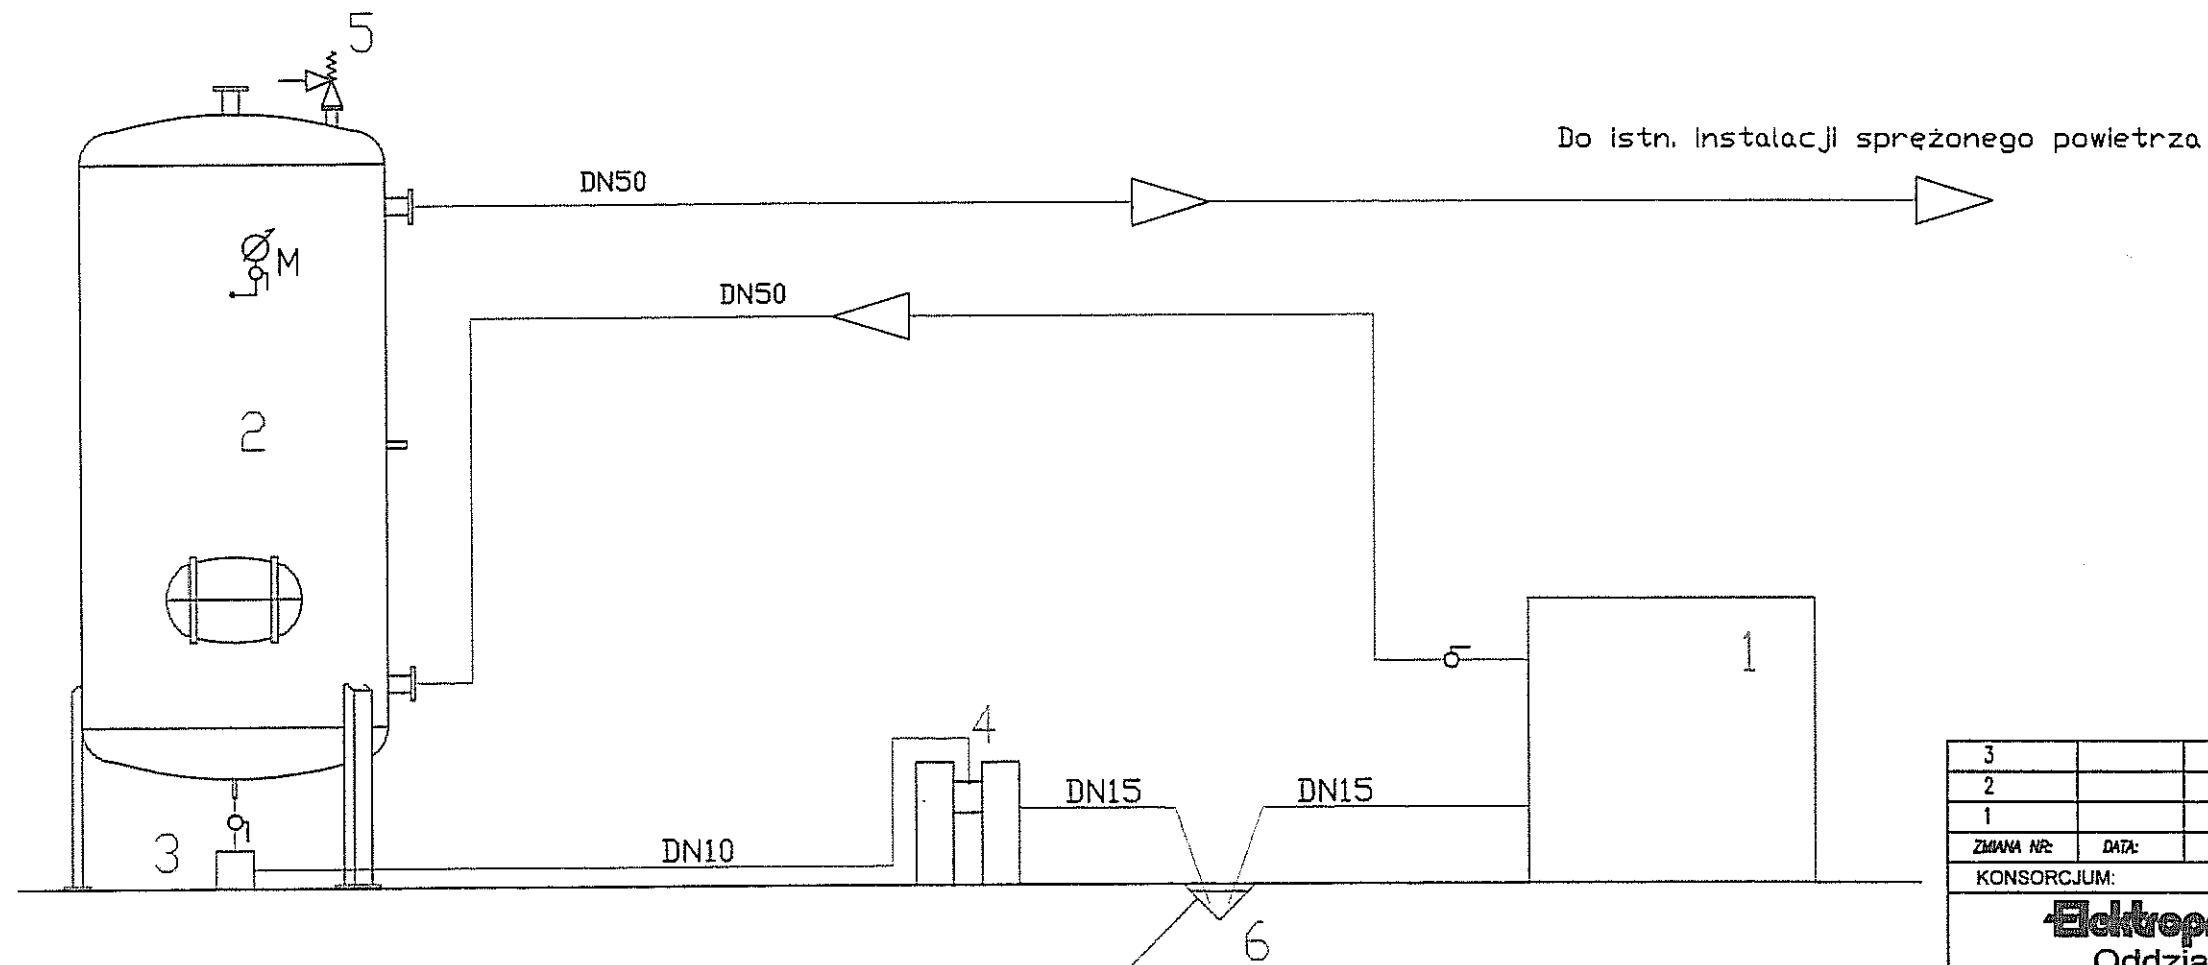 5
Do istn. instalacji sprężonego powietrza
DN50
M
DN50
2
1
4
DN15
DN15
3
DN10
6
3
2
1
ZMIANA NR: DATA:
KONSORCJUM: